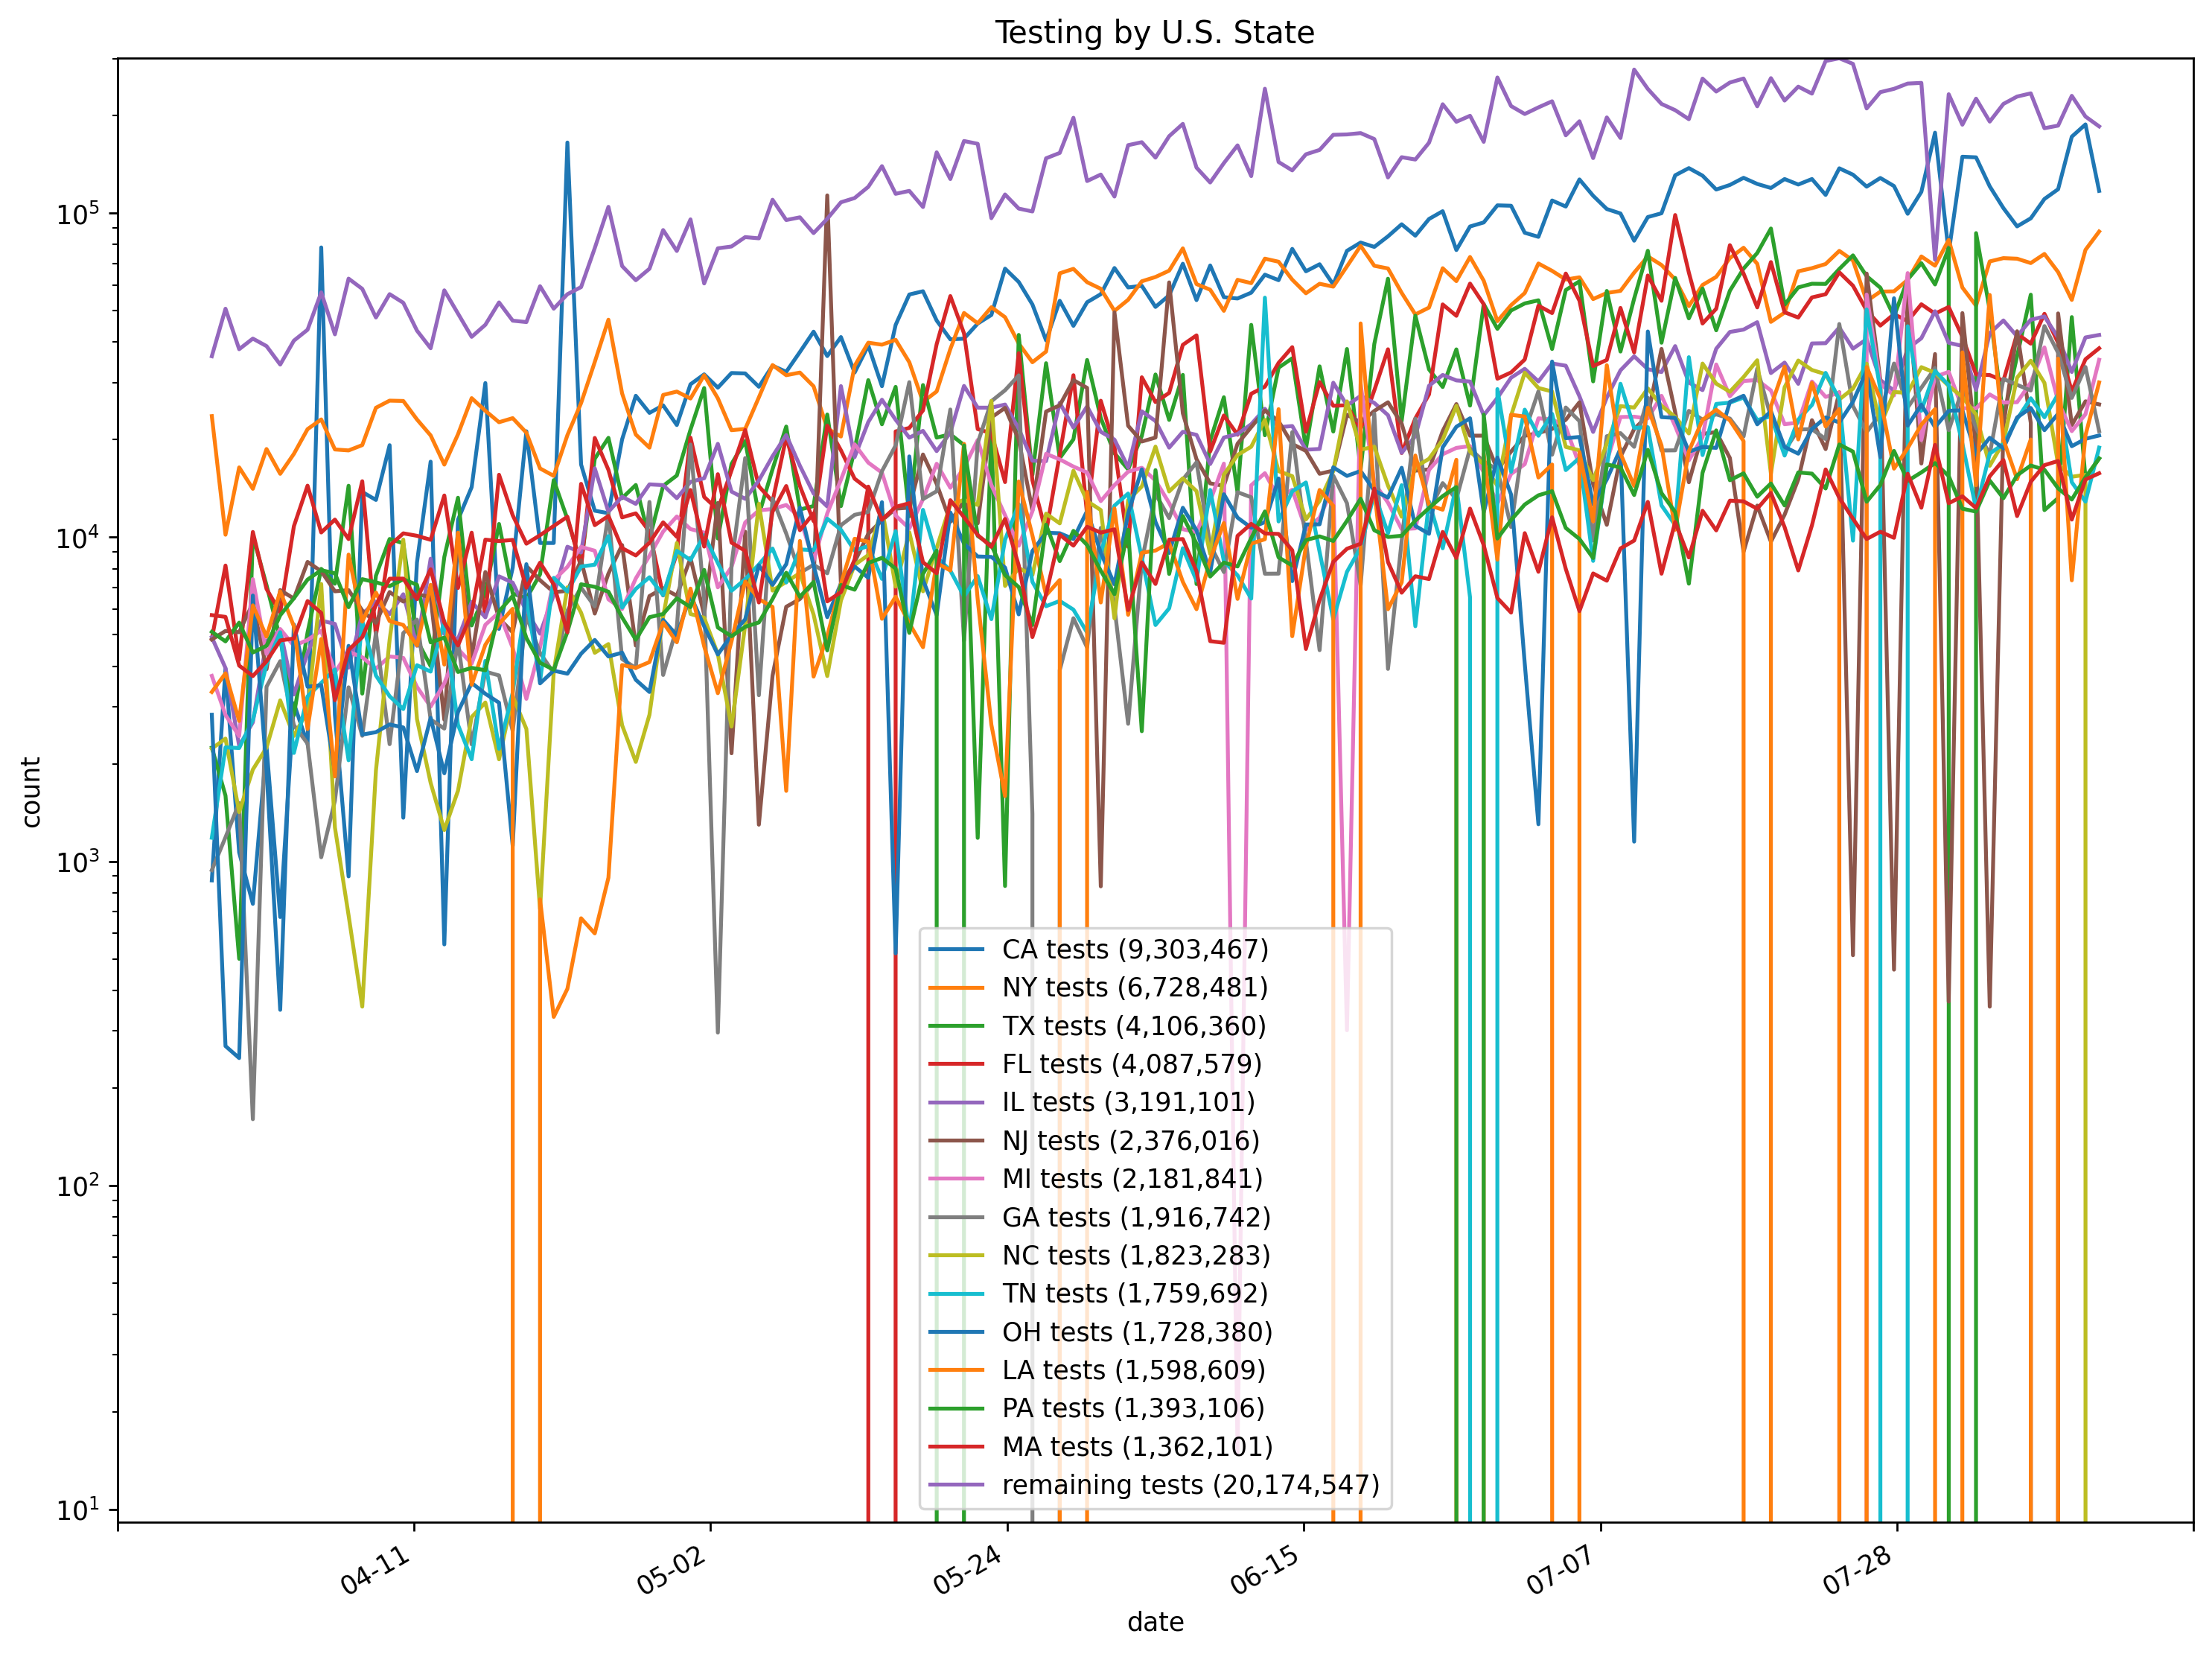 Testing by U.S. State
count
10^5
10^4
10^3
10^2
10^1
CA tests (9,303,467)
NY tests (6,728,481)
TX tests (4,106,360)
FL tests (4,087,579)
IL tests (3,191,101)
NJ tests (2,376,016)
MI tests (2,181,841)
GA tests (1,916,742)
NC tests (1,823,283)
TN tests (1,759,692)
OH tests (1,728,380)
LA tests (1,598,609)
PA tests (1,393,106)
MA tests (1,362,101)
remaining tests (20,174,547)
04-11
05-02
05-24
06-15
07-07
07-28
date